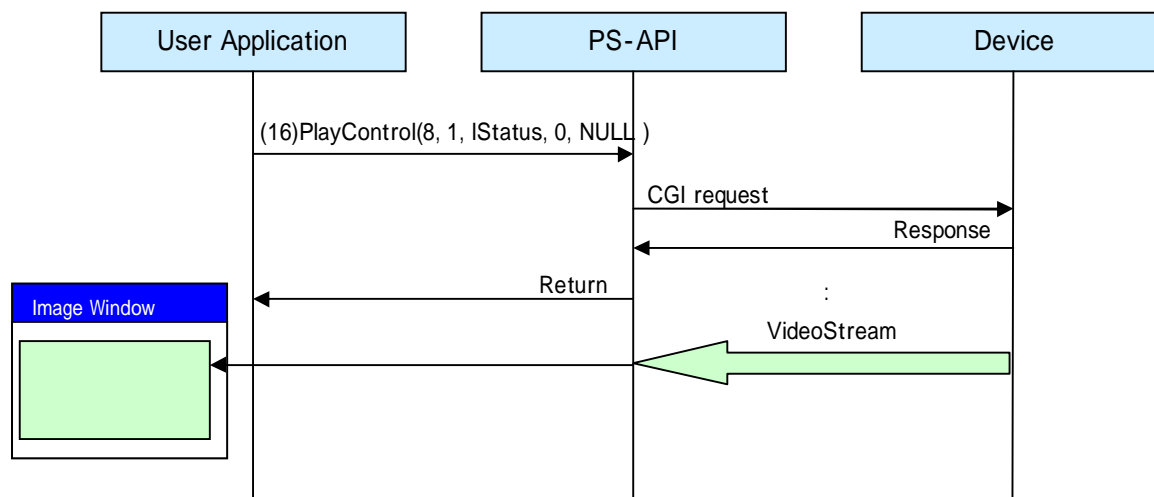 User Application
PS-API
Device
(16)PlayControl(8, 1, lStatus, 0, NULL )
CGI request
Response
Return
:
Image Window
VideoStream